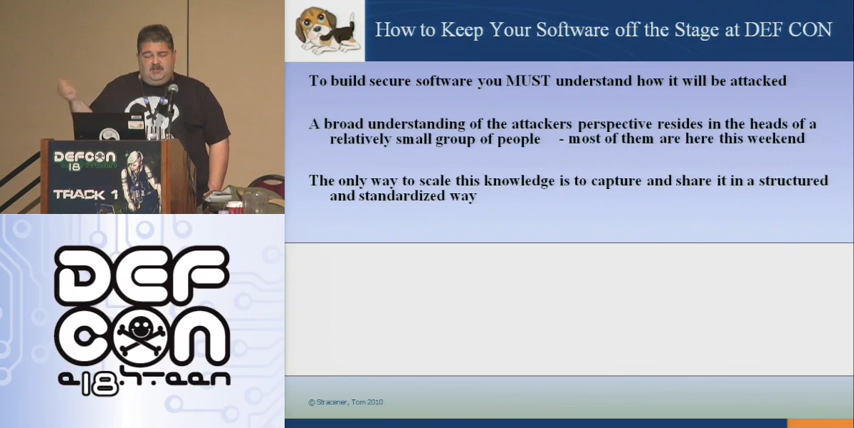 How to Keep Your Software off the Stage at DEF CON
To build secure software you MUST understand how it will be attacked
A broad understanding of the attackers perspective resides in the heads of a
relatively small group of people - most of them are here this weekend
The only way to scale this knowledge is to capture and share it in a structured
and standardized way
© Stracener, Tom 2010
DEFCON
18
TRACK 1
DEF
CON
e18hteen